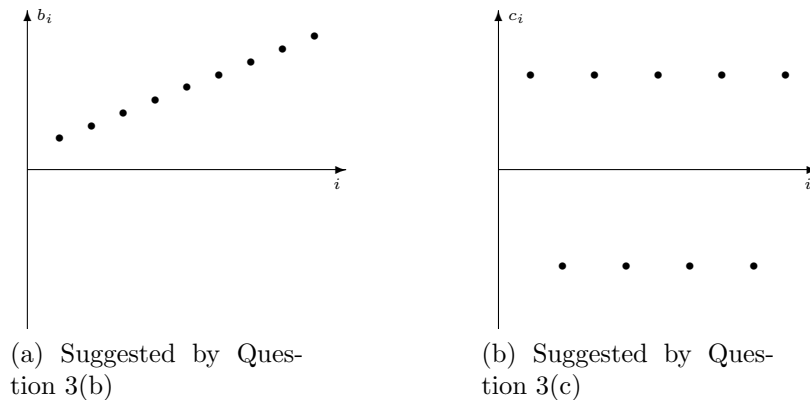 b_i
i
(a) Suggested by Ques-
tion 3(b)
c_i
i
(b) Suggested by Ques-
tion 3(c)